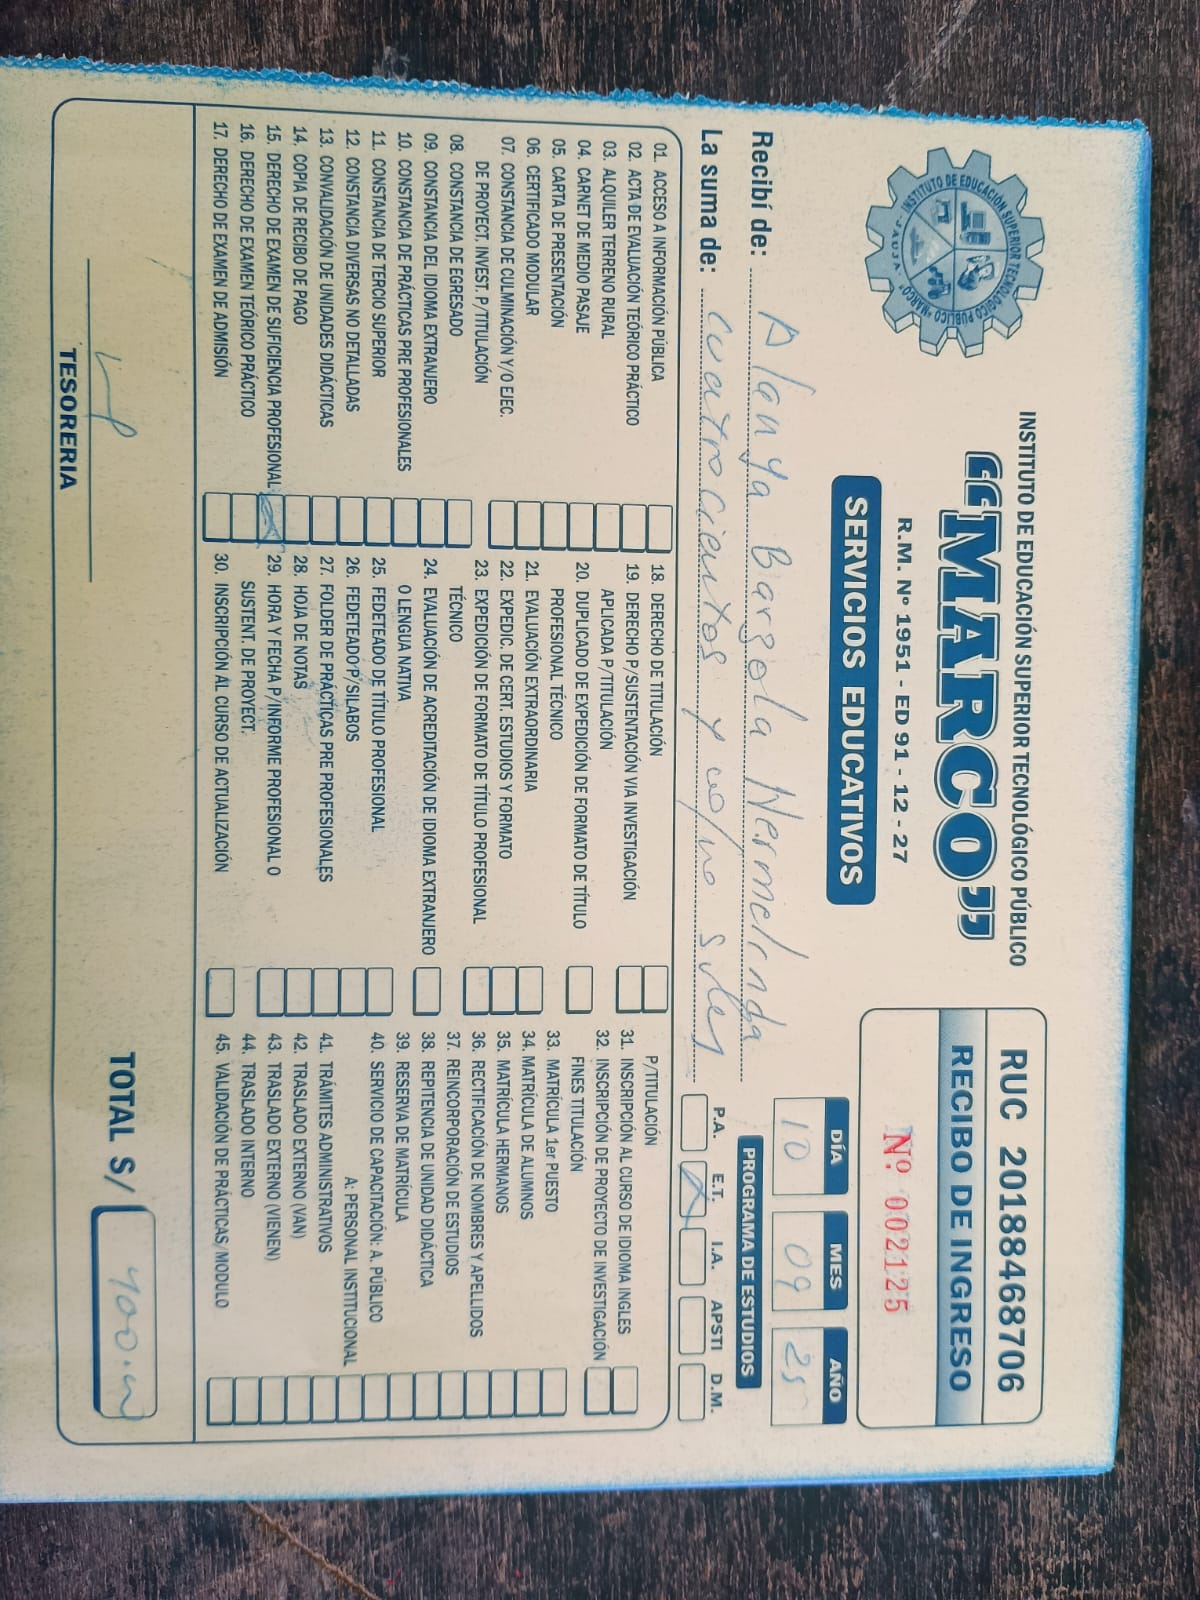 INSTITUTO DE EDUCACIÓN SUPERIOR TECNOLÓGICO PÚBLICO "MARCO" - JAUJA -
INSTITUTO DE EDUCACIÓN SUPERIOR TECNOLÓGICO PÚBLICO
“MARCO”
R.M. Nº 1951 - ED 91 - 12 - 27
SERVICIOS EDUCATIVOS
RUC 20188468706
RECIBO DE INGRESO
Nº 002125
DÍA MES AÑO
10 09 25
PROGRAMA DE ESTUDIOS
P.A. E.T. I.A. APSTI D.M.
X
Recibí de: Alanya Bargola Hermelinda
La suma de: cuatrocientos y 00/100 soles
01. ACCESO A INFORMACIÓN PÚBLICA
02. ACTA DE EVALUACIÓN TEÓRICO PRÁCTICO
03. ALQUILER TERRENO RURAL
04. CARNET DE MEDIO PASAJE
05. CARTA DE PRESENTACIÓN
06. CERTIFICADO MODULAR
07. CONSTANCIA DE CULMINACIÓN Y/O EJEC.
DE PROYECT. INVEST. P/TITULACIÓN
08. CONSTANCIA DE EGRESADO
09. CONSTANCIA DEL IDIOMA EXTRANJERO
10. CONSTANCIA DE PRÁCTICAS PRE PROFESIONALES
11. CONSTANCIA DE TERCIO SUPERIOR
12. CONSTANCIA DIVERSAS NO DETALLADAS
13. CONVALIDACIÓN DE UNIDADES DIDÁCTICAS
14. COPIA DE RECIBO DE PAGO
15. DERECHO DE EXAMEN DE SUFICIENCIA PROFESIONAL X
16. DERECHO DE EXAMEN TEÓRICO PRÁCTICO
17. DERECHO DE EXAMEN DE ADMISIÓN
18. DERECHO DE TITULACIÓN
19. DERECHO P/SUSTENTACIÓN VIA INVESTIGACIÓN
APLICADA P/TITULACIÓN
20. DUPLICADO DE EXPEDICIÓN DE FORMATO DE TÍTULO
PROFESIONAL TÉCNICO
21. EVALUACIÓN EXTRAORDINARIA
22. EXPEDIC. DE CERT. ESTUDIOS Y FORMATO
23. EXPEDICIÓN DE FORMATO DE TÍTULO PROFESIONAL
TÉCNICO
24. EVALUACIÓN DE ACREDITACIÓN DE IDIOMA EXTRANJERO
O LENGUA NATIVA
25. FEDETEADO DE TÍTULO PROFESIONAL
26. FEDETEADO P/SILABOS
27. FOLDER DE PRÁCTICAS PRE PROFESIONALES
28. HOJA DE NOTAS
29. HORA Y FECHA P/INFORME PROFESIONAL O
SUSTENT. DE PROYECT.
30. INSCRIPCIÓN AL CURSO DE ACTUALIZACIÓN
P/TITULACIÓN
31. INSCRIPCIÓN AL CURSO DE IDIOMA INGLES
32. INSCRIPCIÓN DE PROYECTO DE INVESTIGACIÓN
FINES TITULACIÓN
33. MATRÍCULA 1er PUESTO
34. MATRÍCULA DE ALUMNOS
35. MATRÍCULA HERMANOS
36. RECTIFICACIÓN DE NOMBRES Y APELLIDOS
37. REINCORPORACIÓN DE ESTUDIOS
38. REPITENCIA DE UNIDAD DIDÁCTICA
39. RESERVA DE MATRÍCULA
40. SERVICIO DE CAPACITACIÓN: A. PÚBLICO
A: PERSONAL INSTITUCIONAL
41. TRÁMITES ADMINISTRATIVOS
42. TRASLADO EXTERNO (VAN)
43. TRASLADO EXTERNO (VIENEN)
44. TRASLADO INTERNO
45. VALIDACIÓN DE PRÁCTICAS/MODULO
TESORERIA
TOTAL S/ 400.00